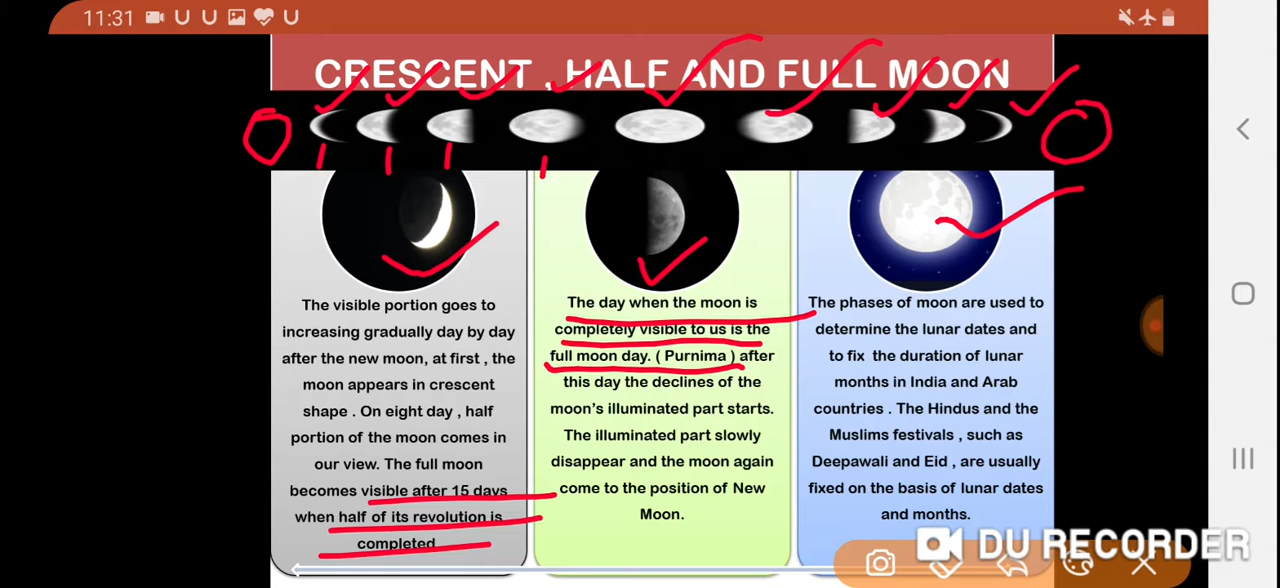 11:31
CRESCENT , HALF AND FULL MOON
The visible portion goes to
increasing gradually day by day
after the new moon, at first , the
moon appears in crescent
shape . On eight day , half
portion of the moon comes in
our view. The full moon
becomes visible after 15 days
when half of its revolution is
completed
The day when the moon is
completely visible to us is the
full moon day. ( Purnima ) after
this day the declines of the
moon's illuminated part starts.
The illuminated part slowly
disappear and the moon again
come to the position of New
Moon.
The phases of moon are used to
determine the lunar dates and
to fix the duration of lunar
months in India and Arab
countries . The Hindus and the
Muslims festivals , such as
Deepawali and Eid , are usually
fixed on the basis of lunar dates
and months.
DU RECORDER